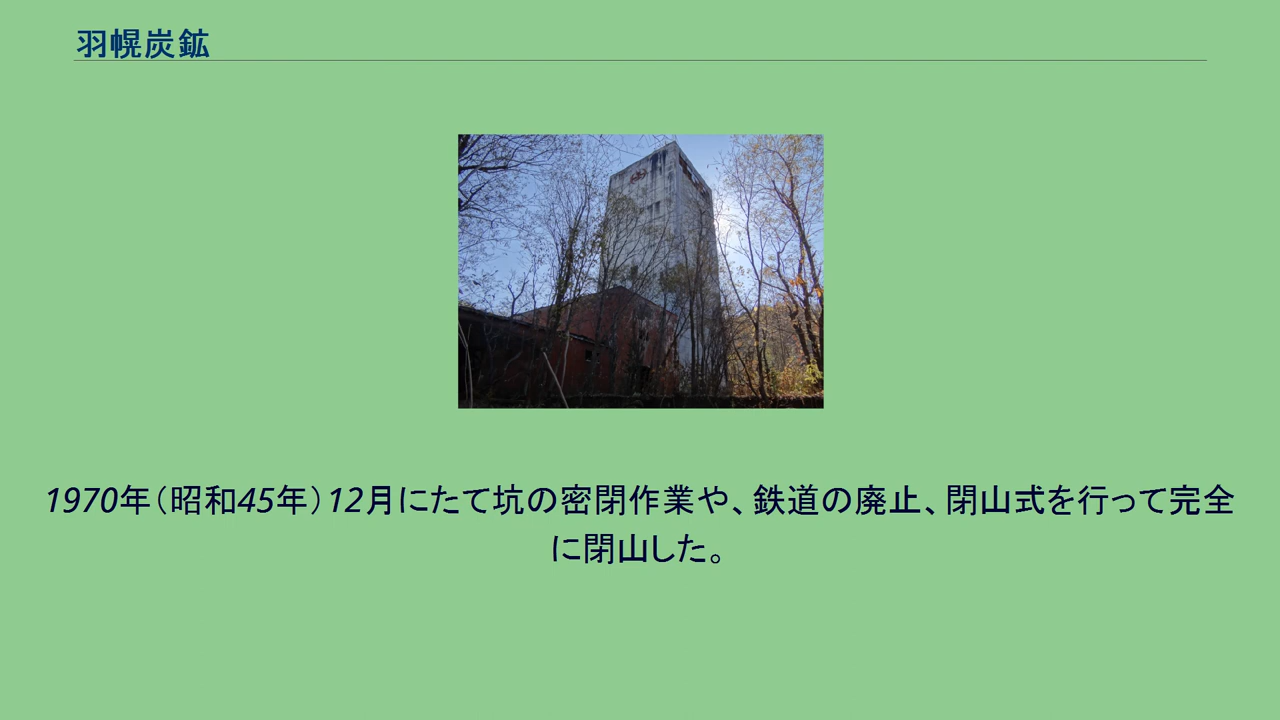 羽幌炭鉱
1970年（昭和45年）12月にたて坑の密閉作業や、鉄道の廃止、閉山式を行って完全
に閉山した。